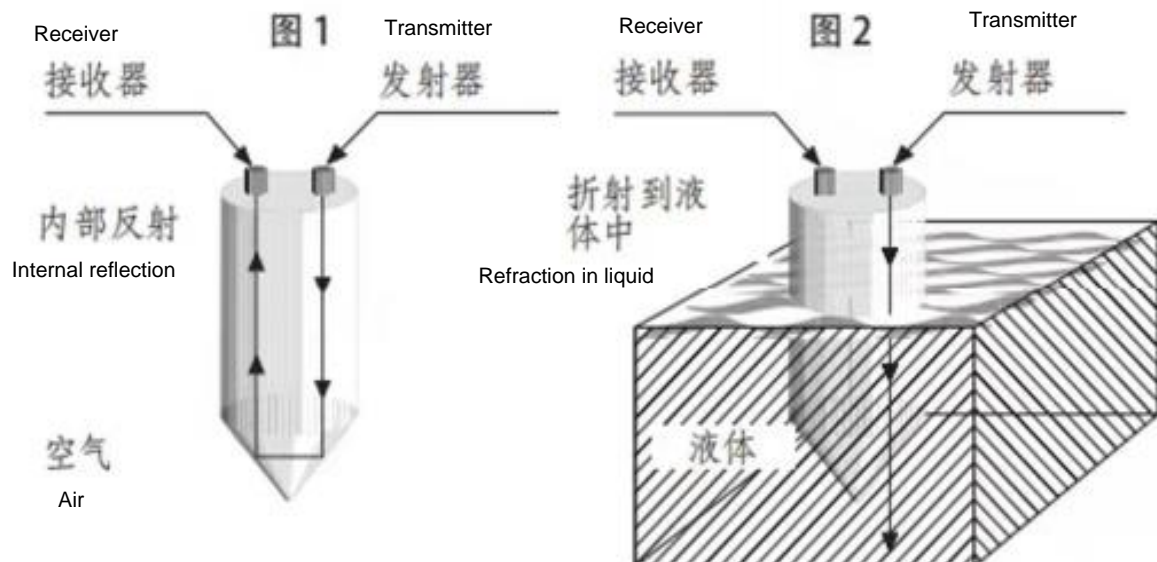 Receiver
图1
Transmitter
接收器
发射器
内部反射
Internal reflection
空气
Air
Receiver
图2
Transmitter
接收器
发射器
折射到液
体中
Refraction in liquid
液体